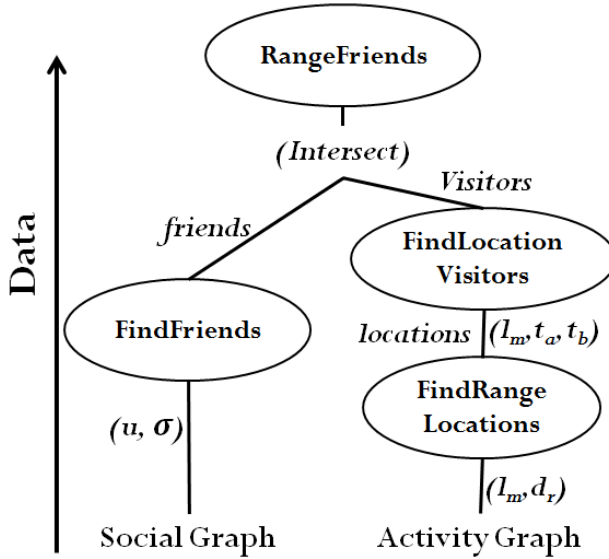 RangeFriends
(Intersect)
Visitors
friends
FindLocation
Visitors
Data
FindFriends
locations (l_m, t_a, t_b)
FindRange
Locations
(u, σ)
(l_m, d_r)
Social Graph
Activity Graph